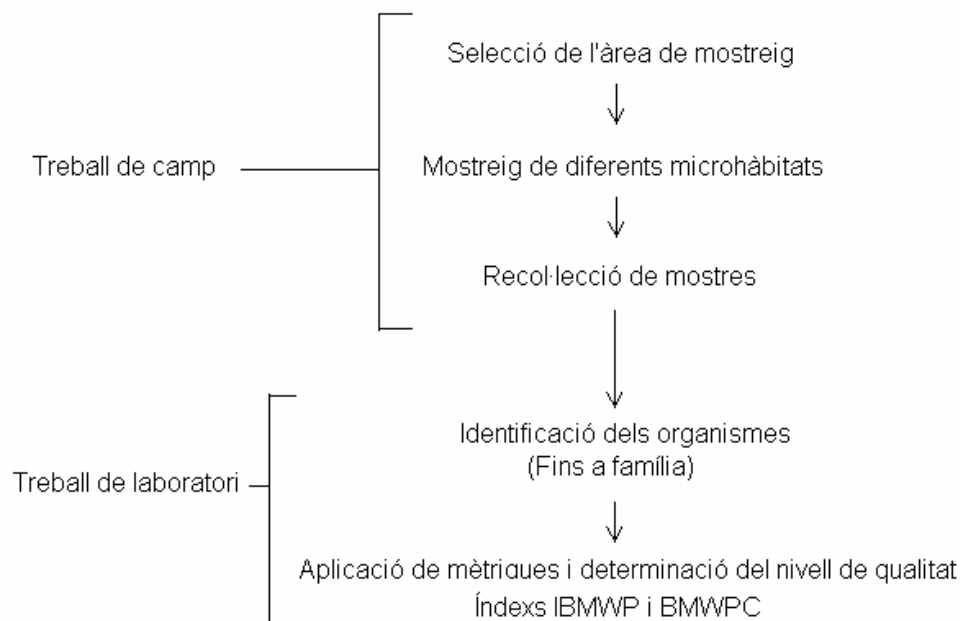 Selecció de l'àrea de mostreig
Treball de camp
Mostreig de diferents microhàbitats
Recol·lecció de mostres
Identificació dels organismes
(Fins a família)
Treball de laboratori
Aplicació de mètriques i determinació del nivell de qualitat
Índexs IBMWP i BMWPC